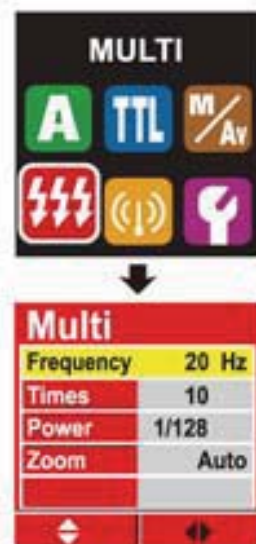 MULTI
A TTL M/Av
Multi
Frequency 20 Hz
Times 10
Power 1/128
Zoom Auto